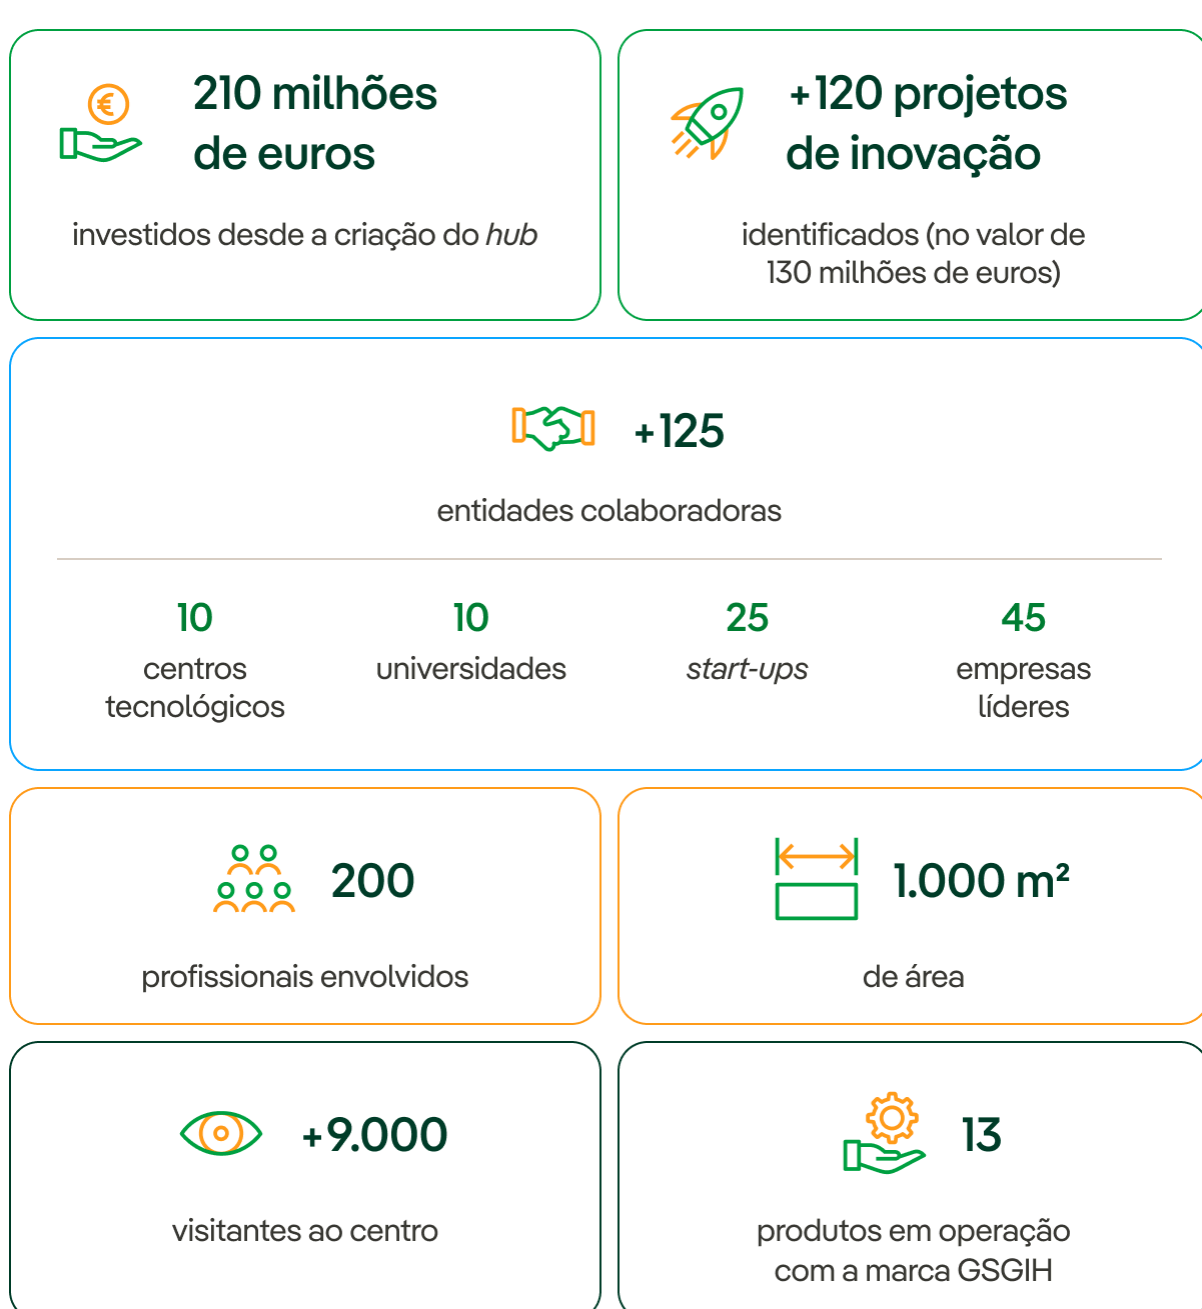 210 milhões
de euros
investidos desde a criação do hub
+120 projetos
de inovação
identificados (no valor de
130 milhões de euros)
+125
entidades colaboradoras
10
centros
tecnológicos
10
universidades
25
start-ups
45
empresas
líderes
200
profissionais envolvidos
1.000 m²
de área
+9.000
visitantes ao centro
13
produtos em operação
com a marca GSGIH